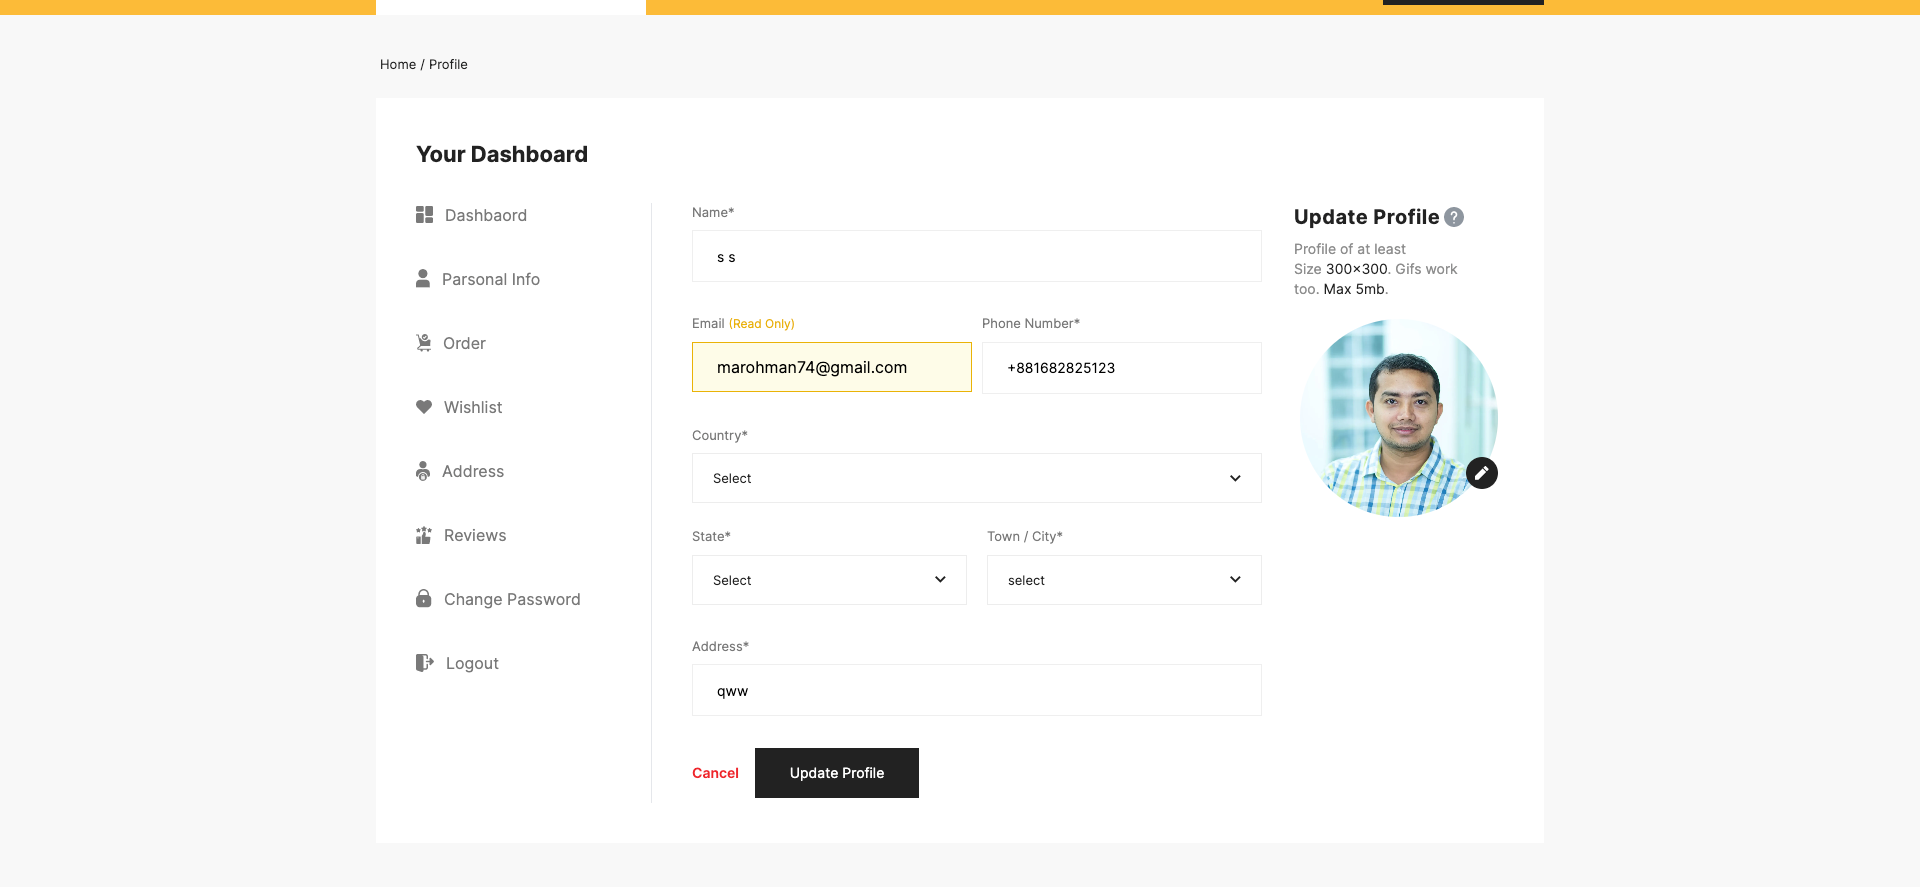 Home / Profile
Your Dashboard
Dashbaord
Parsonal Info
Order
Wishlist
Address
Reviews
Change Password
Logout
Name*
s s
Email (Read Only)
marohman74@gmail.com
Phone Number*
+881682825123
Country*
Select
State*
Select
Town / City*
select
Address*
qww
Cancel
Update Profile
Update Profile ?
Profile of at least
Size 300×300. Gifs work
too. Max 5mb.